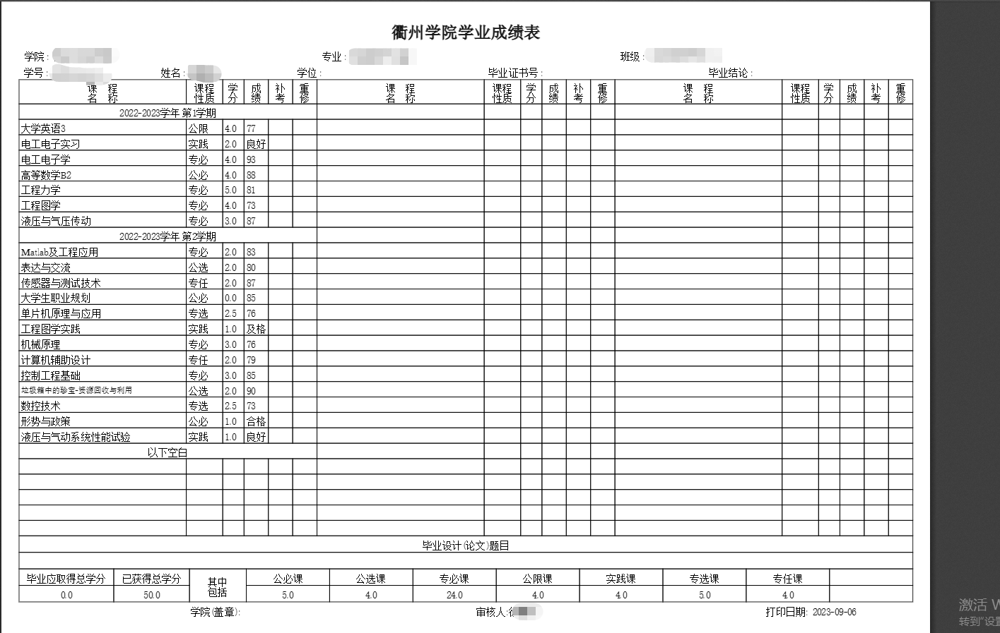 衢州学院学业成绩表
学院: 专业: 班级:
学号: 姓名: 学位: 毕业证书号: 毕业结论:
课程名称 课程性质 学分 成绩 补考 重修 课程名称 课程性质 学分 成绩 补考 重修 课程名称 课程性质 学分 成绩 补考 重修
2022-2023学年 第1学期
大学英语3 公限 4.0 77
电工电子实习 实践 2.0 良好
电工电子学 专必 4.0 93
高等数学B2 公必 4.0 88
工程力学 专必 5.0 81
工程图学 专必 4.0 73
液压与气压传动 专必 3.0 87
2022-2023学年 第2学期
Matlab及工程应用 专必 2.0 83
表达与交流 公选 2.0 80
传感器与测试技术 专任 2.0 87
大学生职业规划 公必 0.0 85
单片机原理与应用 专选 2.5 76
工程图学实践 实践 1.0 及格
机械原理 专必 3.0 76
计算机辅助设计 专任 2.0 79
控制工程基础 专必 3.0 85
垃圾箱中的珍宝-资源回收与利用 公选 2.0 90
数控技术 专选 2.5 73
形势与政策 公必 1.0 合格
液压与气动系统性能试验 实践 1.0 良好
以下空白
毕业设计(论文)题目
毕业应取得总学分 已获得总学分 其中包括 公必课 公选课 专必课 公限课 实践课 专选课 专任课
0.0 50.0 5.0 4.0 24.0 4.0 4.0 5.0 4.0
学院(盖章): 审核人: 打印日期: 2023-09-06
激活 W
转到"设置